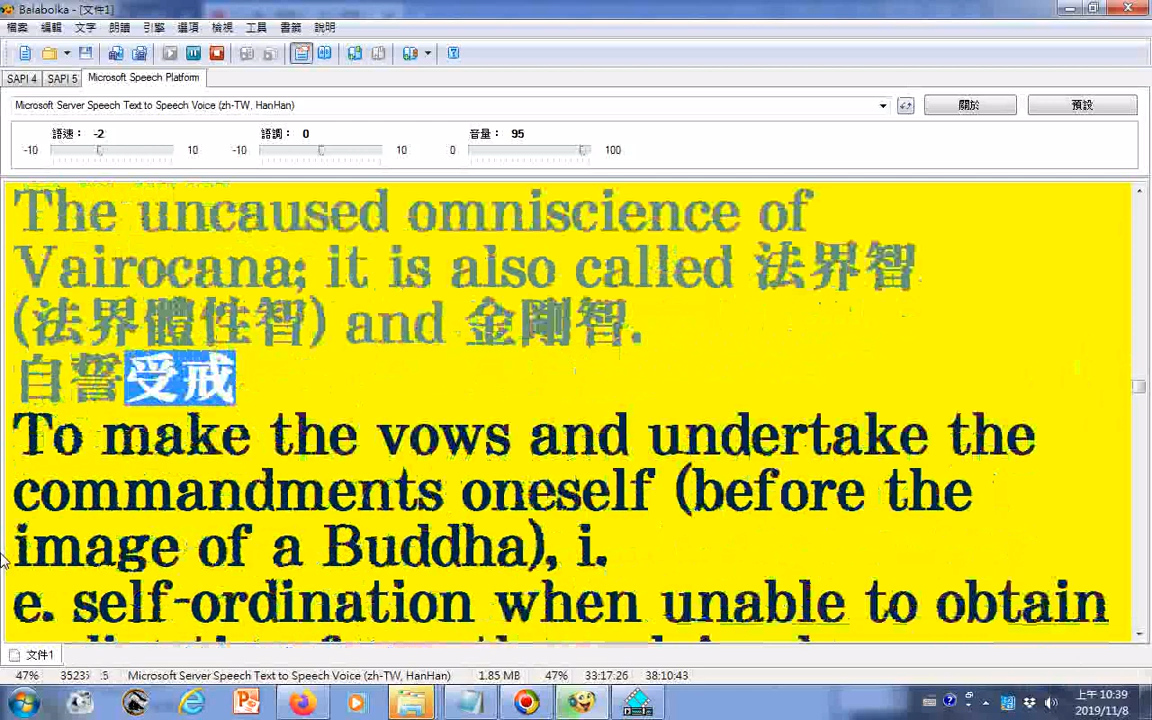 Balabolka - [文件1]
檔案 編輯 文字 朗讀 引擎 選項 檢視 工具 書籤 說明
SAPI 4 SAPI 5 Microsoft Speech Platform
Microsoft Server Speech Text to Speech Voice (zh-TW, HanHan) 關於 預設
語速： -2 語調： 0 音量： 95
-10 10 -10 10 0 100
The uncaused omniscience of
Vairocana; it is also called 法界智
(法界體性智) and 金剛智.
自誓受戒
To make the vows and undertake the
commandments oneself (before the
image of a Buddha), i.
e. self-ordination when unable to obtain
文件1
47% Microsoft Server Speech Text to Speech Voice (zh-TW, HanHan) 1.85 MB 47% 33:17:26 38:10:43
上午 10:39
2019/11/8